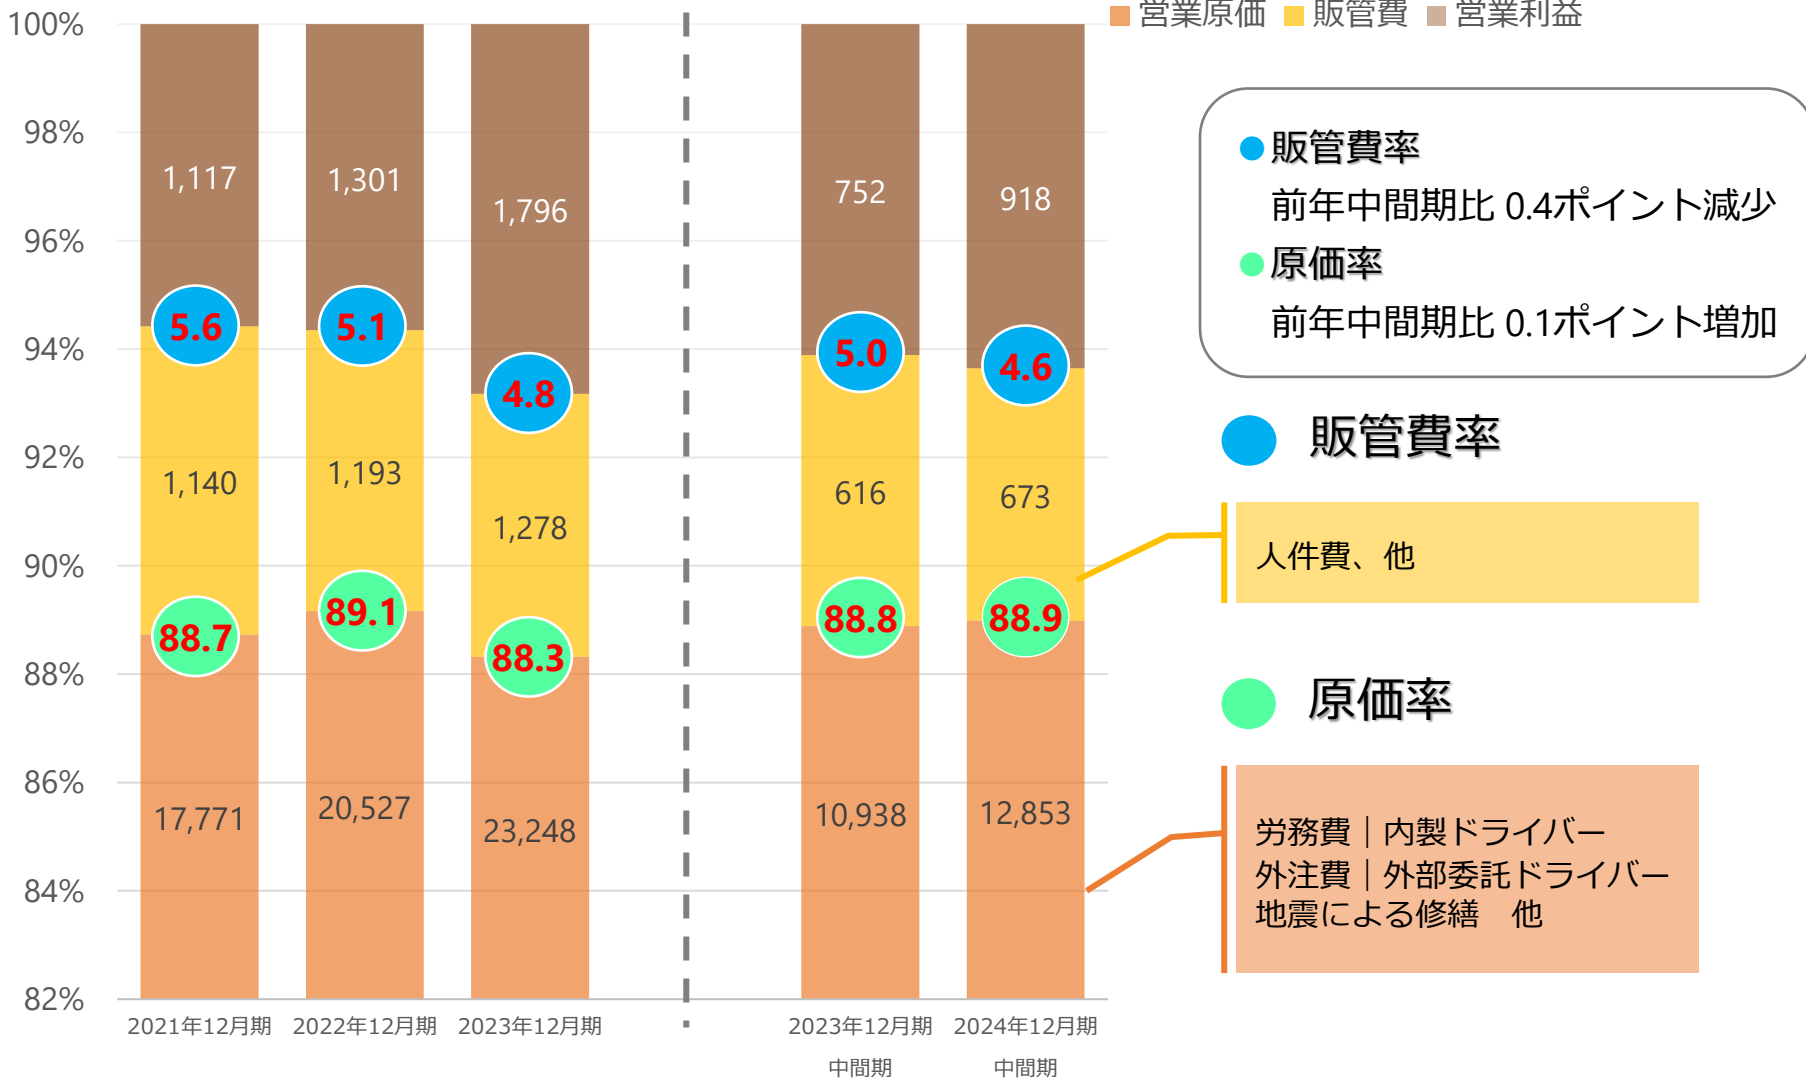 営業原価 販管費 営業利益
100%
98%
96%
94%
92%
90%
88%
86%
84%
82%
1,117
1,301
1,796
752
918
5.6
5.1
4.8
5.0
4.6
1,140
1,193
1,278
616
673
88.7
89.1
88.3
88.8
88.9
17,771
20,527
23,248
10,938
12,853
2021年12月期
2022年12月期
2023年12月期
2023年12月期
中間期
2024年12月期
中間期
販管費率
前年中間期比 0.4ポイント減少
原価率
前年中間期比 0.1ポイント増加
販管費率
人件費、他
原価率
労務費｜内製ドライバー
外注費｜外部委託ドライバー
地震による修繕　他